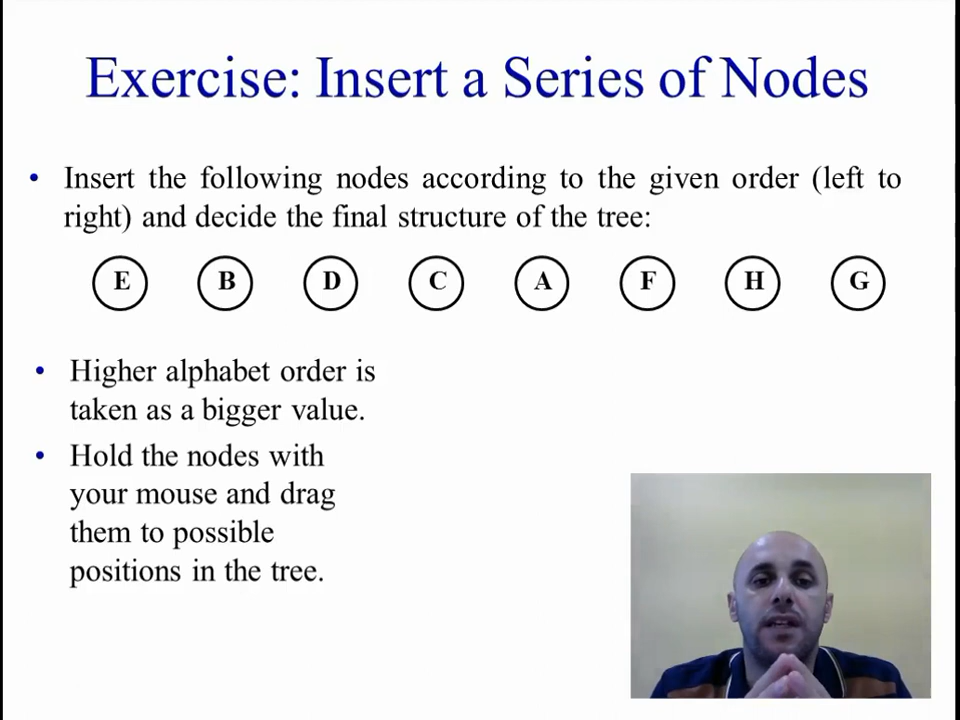 Exercise: Insert a Series of Nodes
• Insert the following nodes according to the given order (left to
right) and decide the final structure of the tree:
E B D C A F H G
• Higher alphabet order is
taken as a bigger value.
• Hold the nodes with
your mouse and drag
them to possible
positions in the tree.